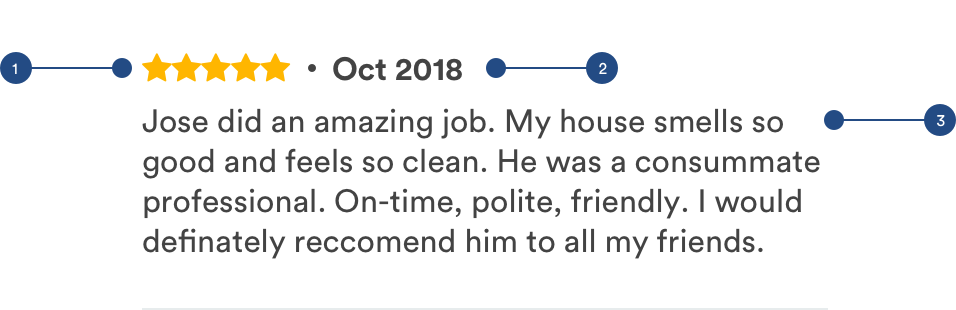 1 • Oct 2018 2
Jose did an amazing job. My house smells so 3
good and feels so clean. He was a consummate
professional. On-time, polite, friendly. I would
definately reccomend him to all my friends.